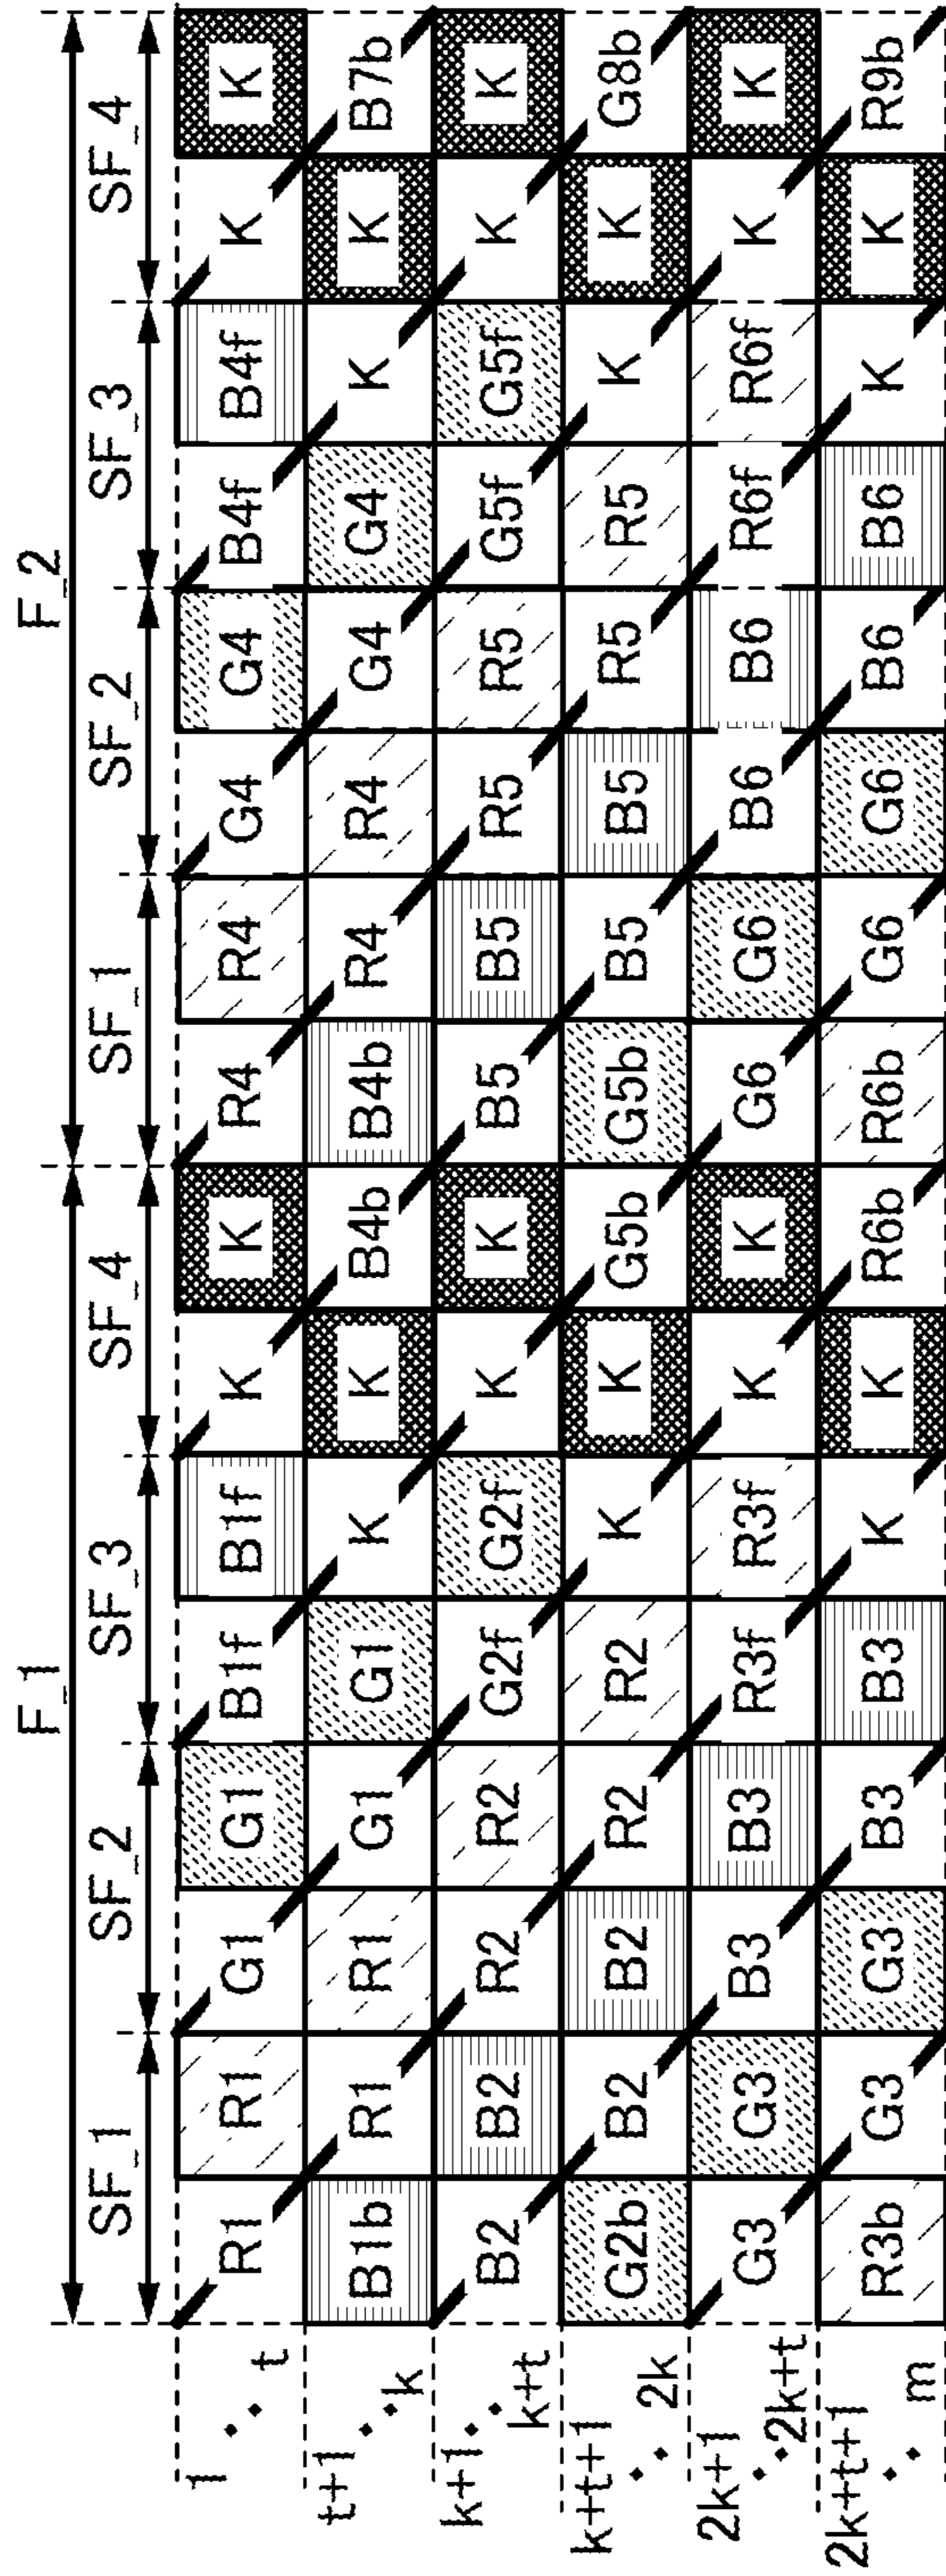 F_1 F_2
SF_1 SF_2 SF_3 SF_4 SF_1 SF_2 SF_3 SF_4
1 t R1 R1 G1 G1 B1f B1f K K R4 R4 G4 G4 B4f B4f K K
t+1 k B1b R1 R1 G1 G1 K K B4b B4b R4 R4 G4 G4 K K B7b
k+1 k+t B2 B2 R2 R2 G2f G2f K K B5 B5 R5 R5 G5f G5f K K
k+t+1 2k G2b B2 B2 R2 R2 K K G5b G5b B5 B5 R5 R5 K K G8b
2k+1 2k+t G3 G3 B3 B3 R3f R3f K K G6 G6 B6 B6 R6f R6f K K
2k+t+1 m R3b G3 G3 B3 B3 K K R6b R6b G6 G6 B6 B6 K K R9b